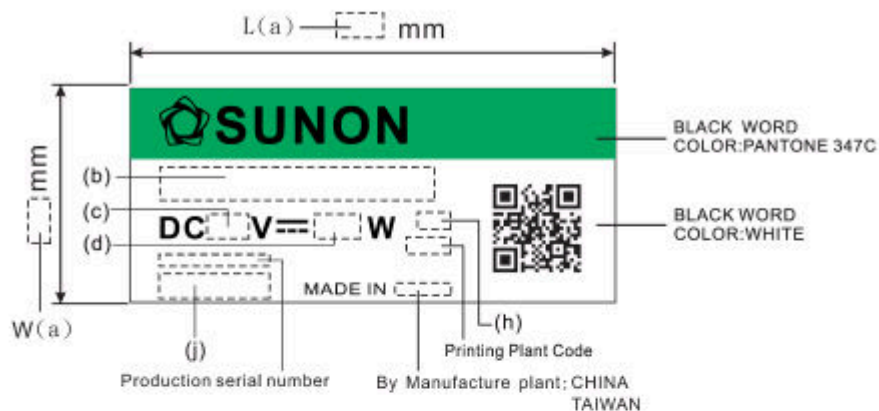 L(a) mm
SUNON
BLACK WORD
COLOR:PANTONE 347C
mm
(b)
(c)
DC V W
(d)
BLACK WORD
COLOR:WHITE
MADE IN
W(a)
(j)
(h)
Printing Plant Code
Production serial number
By Manufacture plant; CHINA
TAIWAN